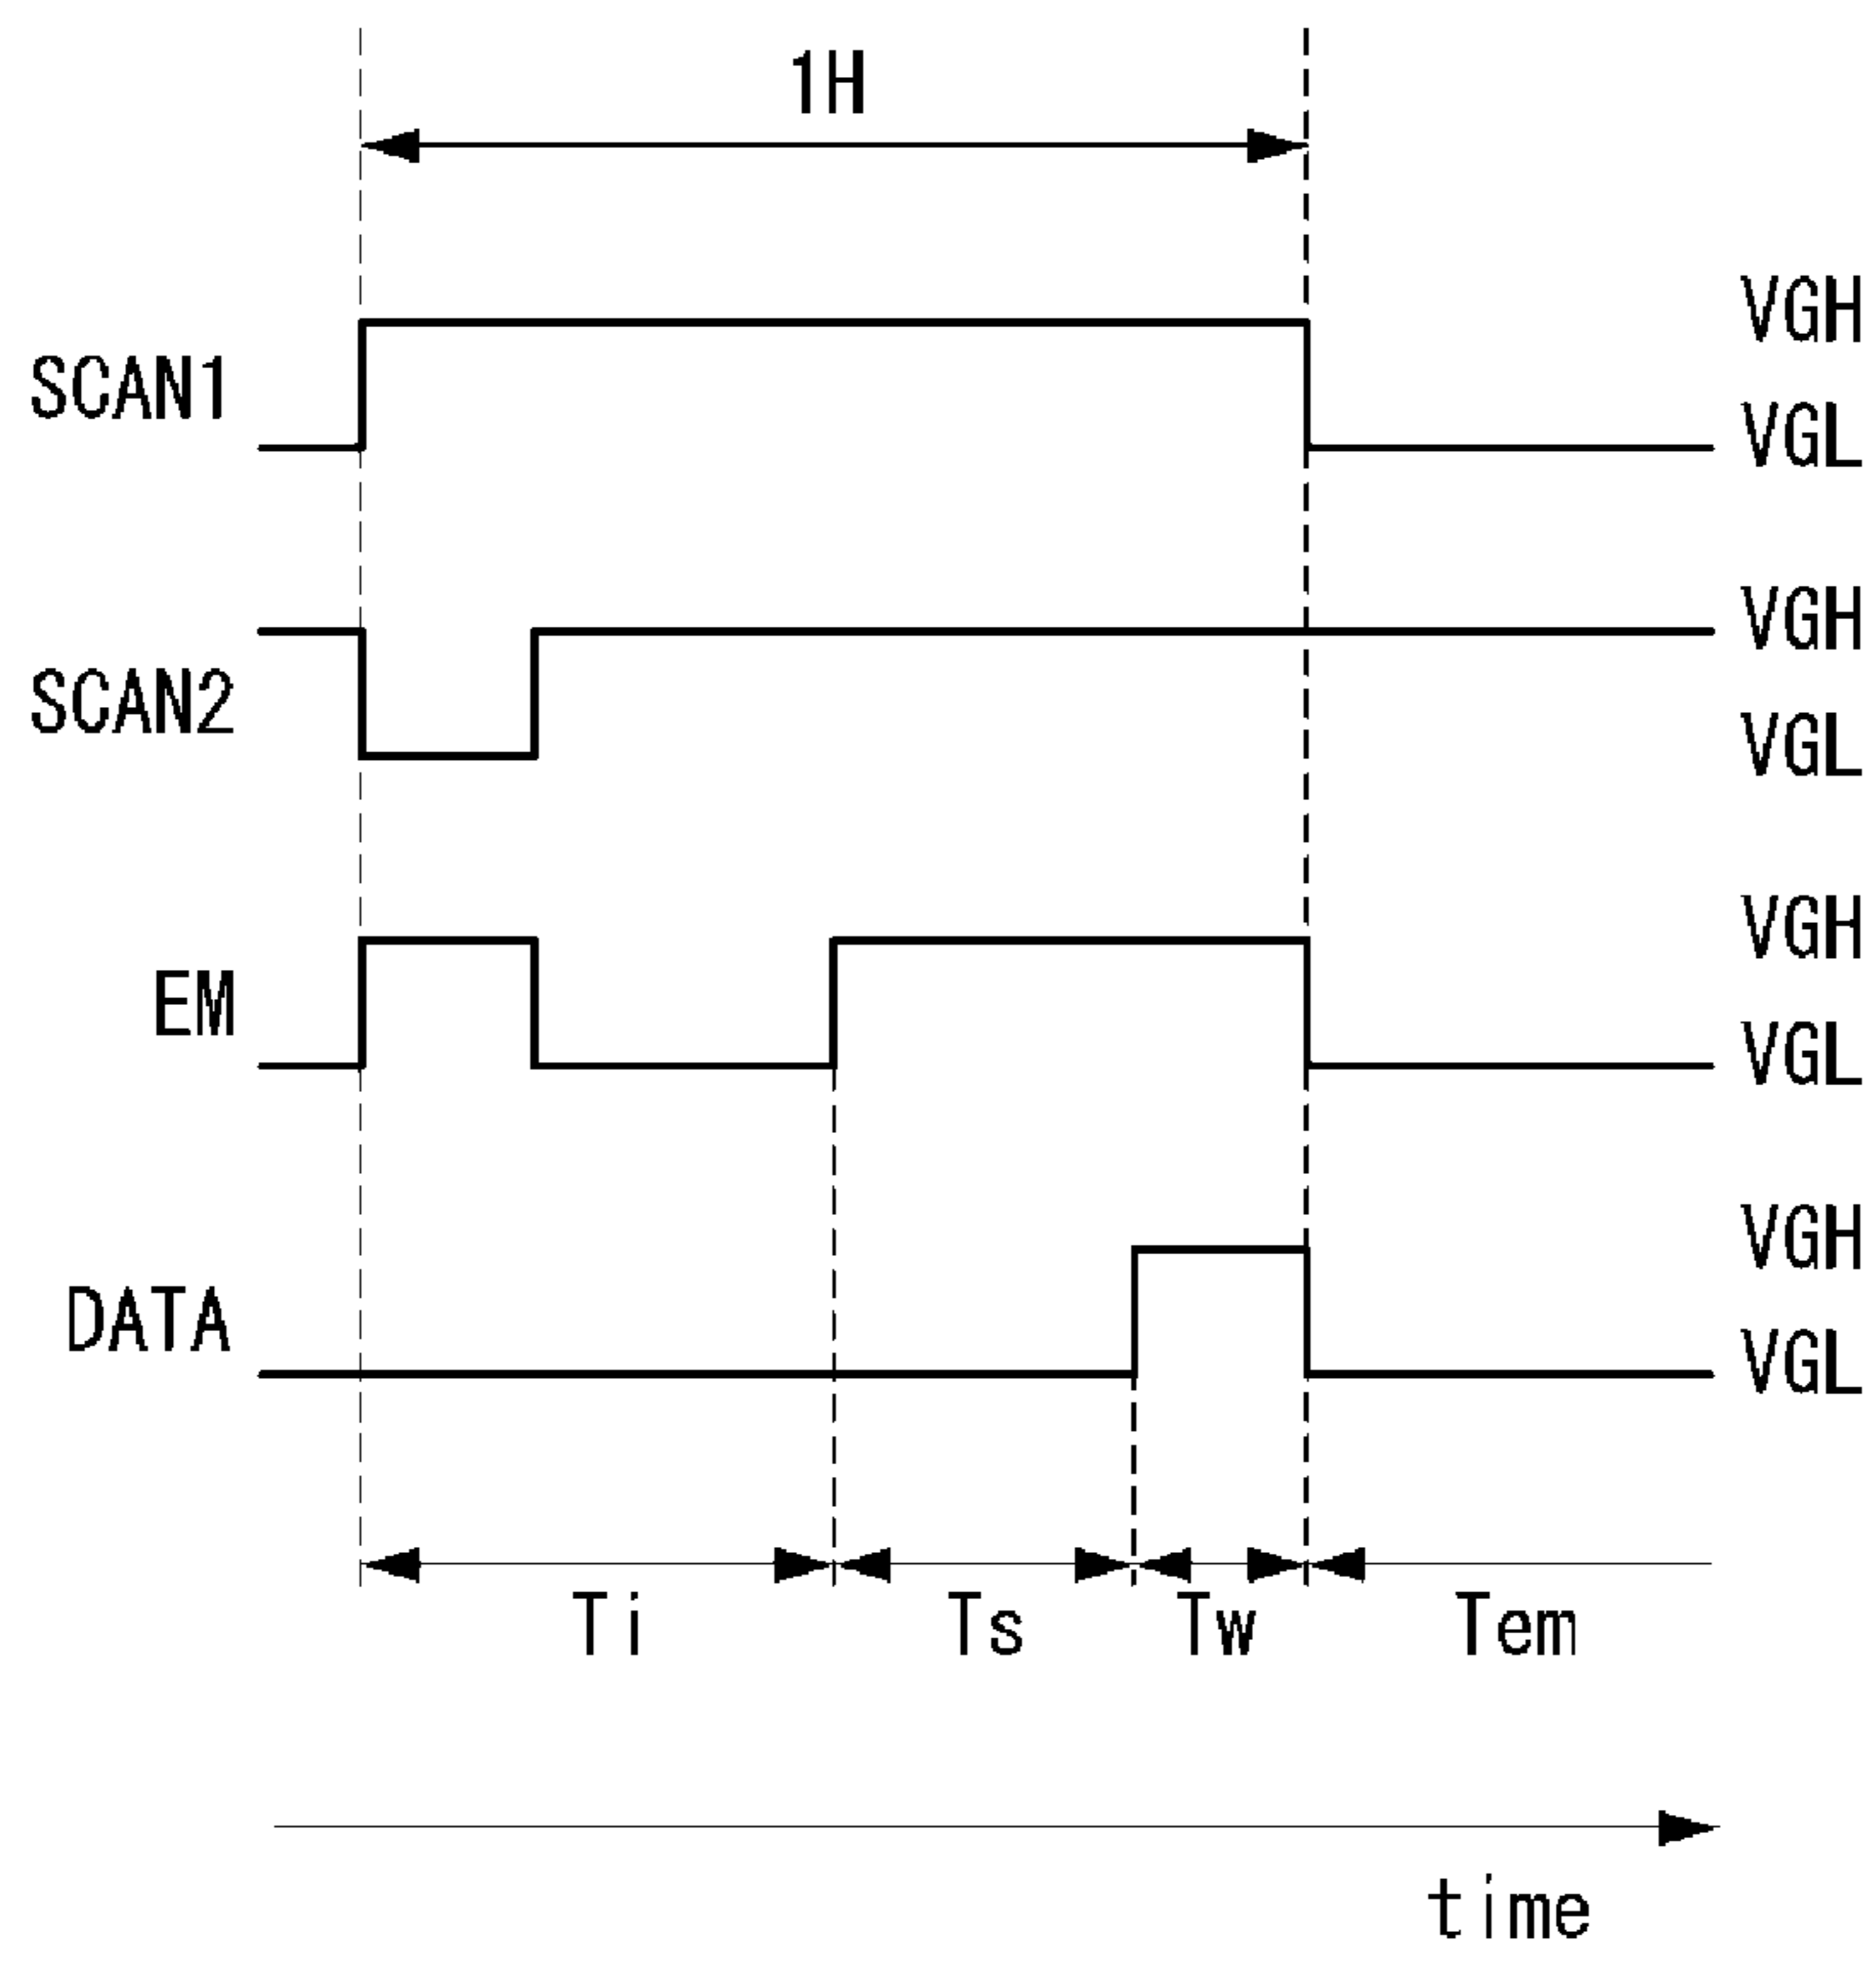 1H
VGH
SCAN1
VGL
VGH
SCAN2
VGL
VGH
EM
VGL
VGH
DATA
VGL
Ti Ts Tw Tem
time